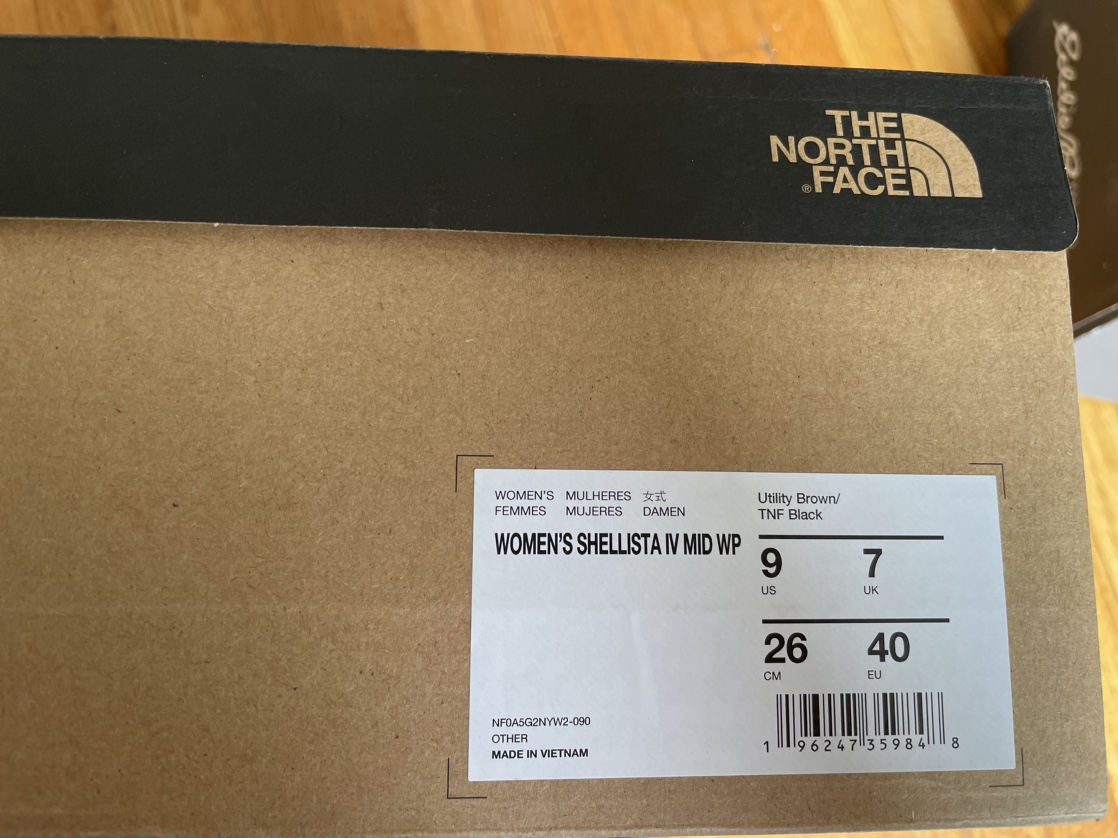 THE
NORTH
® FACE
WOMEN'S MULHERES 女式
FEMMES MUJERES DAMEN
WOMEN'S SHELLISTA IV MID WP
Utility Brown/
TNF Black
9 7
US UK
26 40
CM EU
1 96247 35984 8
NF0A5G2NYW2-090
OTHER
MADE IN VIETNAM